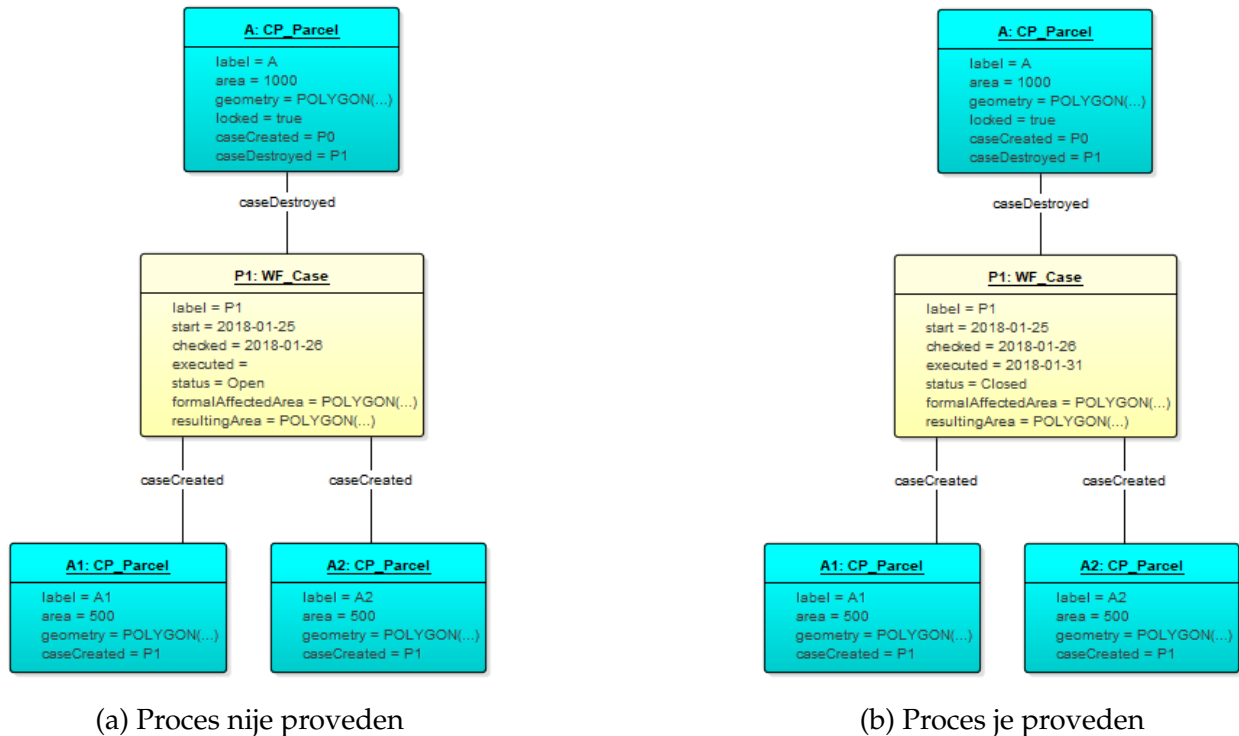 A: CP_Parcel
label = A
area = 1000
geometry = POLYGON(...)
locked = true
caseCreated = P0
caseDestroyed = P1
caseDestroyed
P1: WF_Case
label = P1
start = 2018-01-25
checked = 2018-01-26
executed =
status = Open
formalAffectedArea = POLYGON(...)
resultingArea = POLYGON(...)
caseCreated
caseCreated
A1: CP_Parcel
label = A1
area = 500
geometry = POLYGON(...)
caseCreated = P1
A2: CP_Parcel
label = A2
area = 500
geometry = POLYGON(...)
caseCreated = P1
(a) Proces nije proveden
A: CP_Parcel
label = A
area = 1000
geometry = POLYGON(...)
locked = true
caseCreated = P0
caseDestroyed = P1
caseDestroyed
P1: WF_Case
label = P1
start = 2018-01-25
checked = 2018-01-26
executed = 2018-01-31
status = Closed
formalAffectedArea = POLYGON(...)
resultingArea = POLYGON(...)
caseCreated
caseCreated
A1: CP_Parcel
label = A1
area = 500
geometry = POLYGON(...)
caseCreated = P1
A2: CP_Parcel
label = A2
area = 500
geometry = POLYGON(...)
caseCreated = P1
(b) Proces je proveden